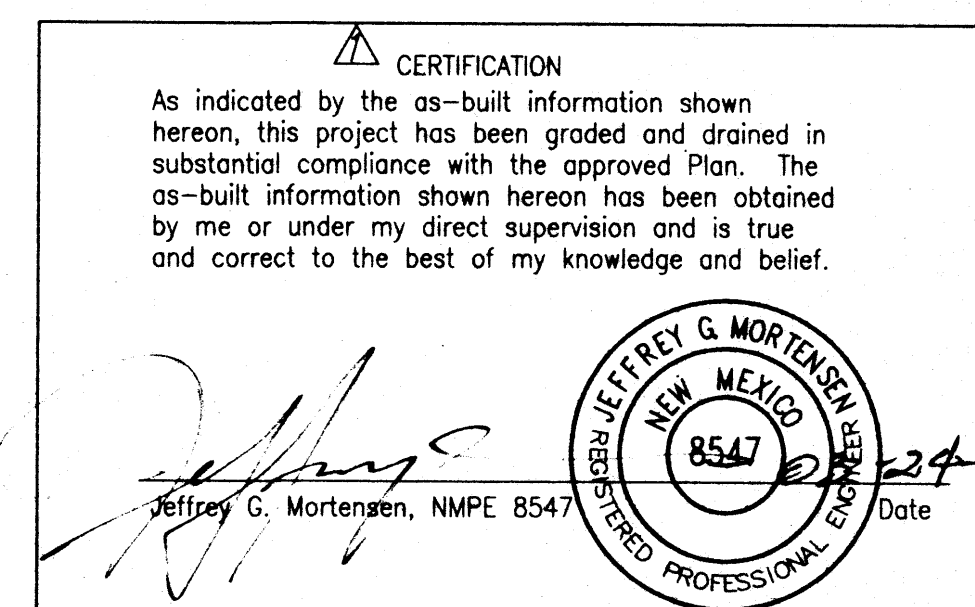 1
CERTIFICATION
As indicated by the as-built information shown
hereon, this project has been graded and drained in
substantial compliance with the approved Plan. The
as-built information shown hereon has been obtained
by me or under my direct supervision and is true
and correct to the best of my knowledge and belief.
JEFFREY G. MORTENSEN
NEW MEXICO
8547
REGISTERED PROFESSIONAL ENGINEER
-24-
Jeffrey G. Mortensen, NMPE 8547
Date